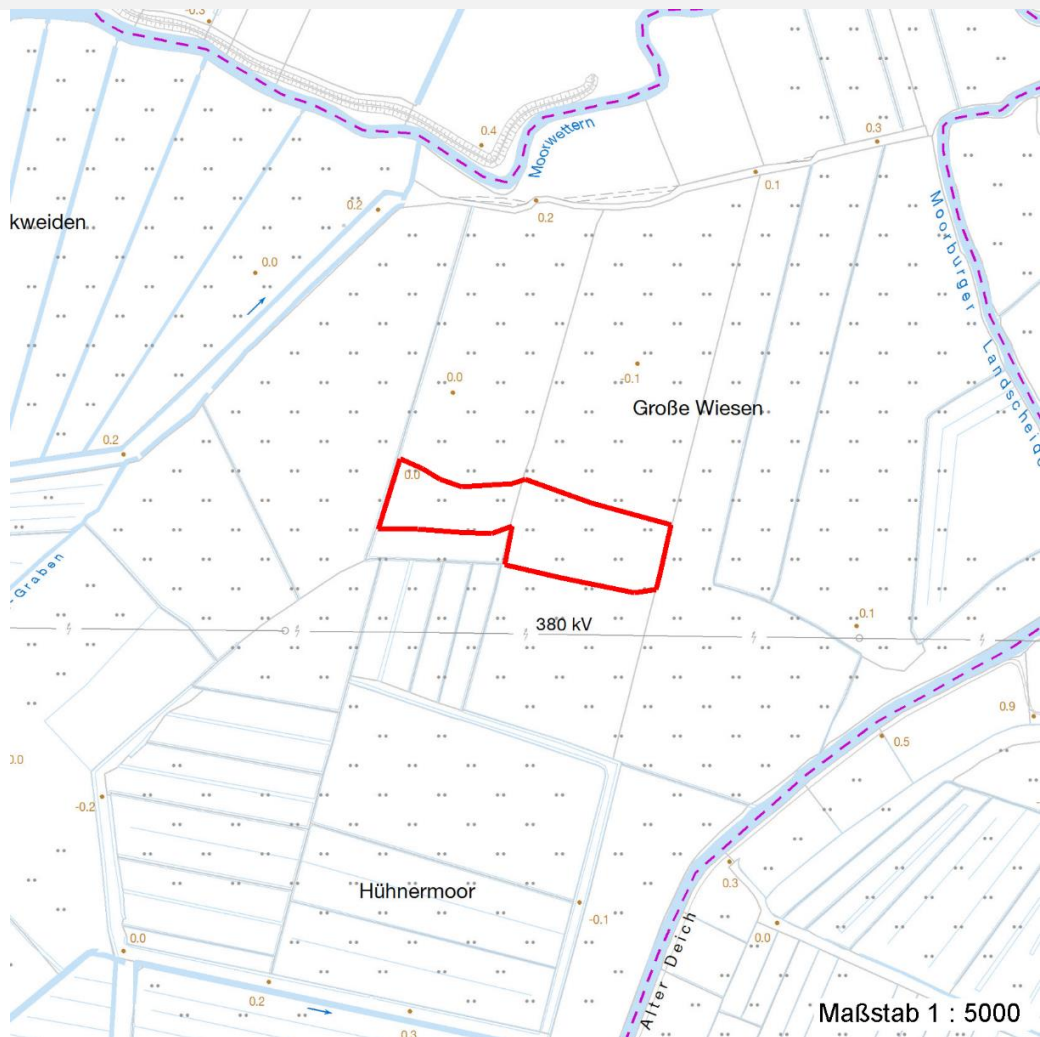 -0.3
0.4
Moorwettern
0.3
0.1
0.2
0.2
kweiden
Moorburger Landscheide
0.0
0.0
-0.1
Große Wiesen
0.2
0.0
-Graben
380 kV
0.1
0.9
0.5
0.0
-0.2
0.3
Hühnermoor
-0.1
0.0
0.0
Alter Deich
0.2
0.3
Maßstab 1 : 5000